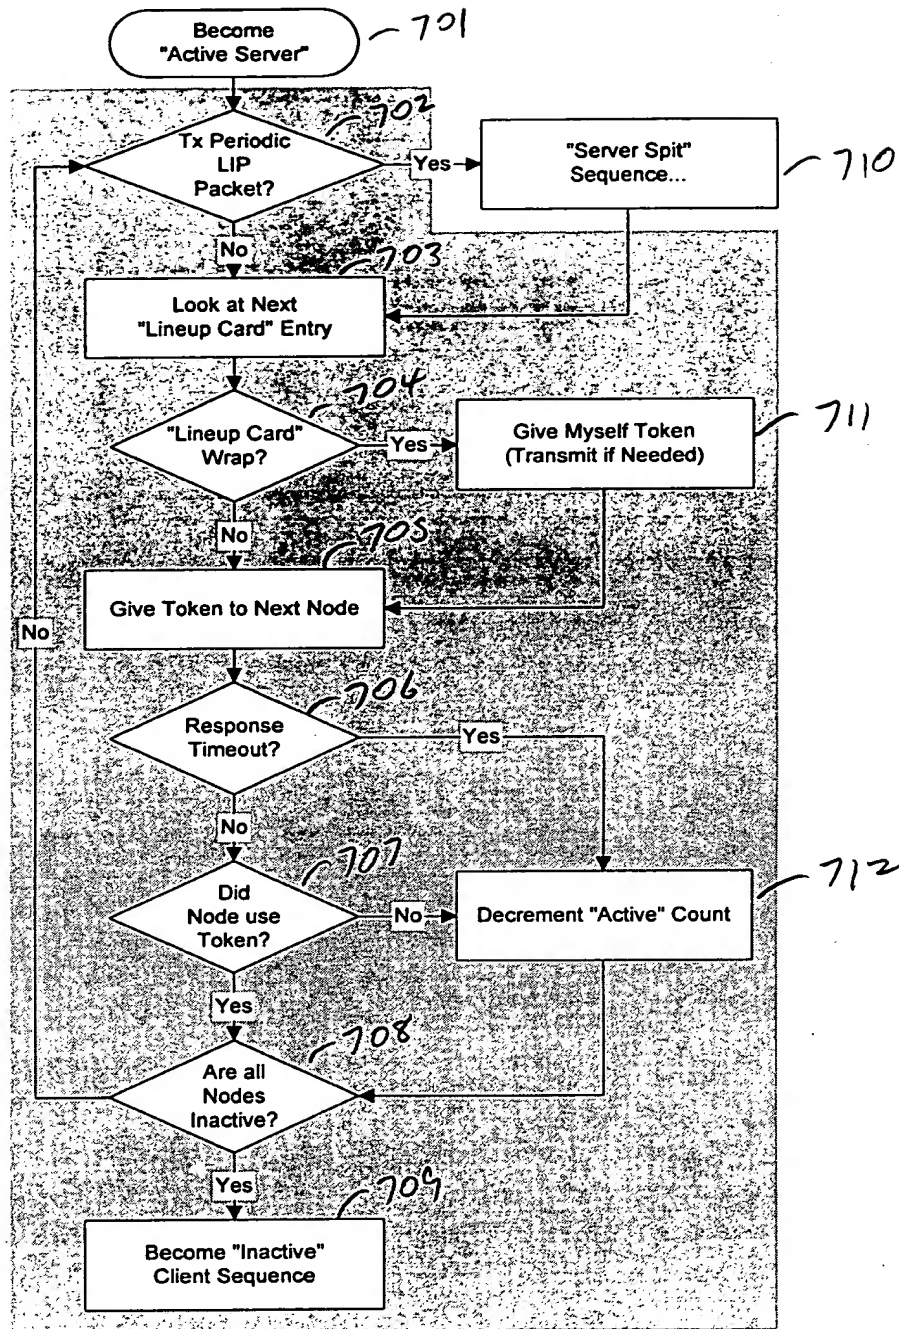 Become
"Active Server"
701
702
Tx Periodic
LIP
Packet?
Yes
"Server Spit"
Sequence...
710
No
703
Look at Next
"Lineup Card" Entry
704
"Lineup Card"
Wrap?
Yes
Give Myself Token
(Transmit if Needed)
711
No
705
Give Token to Next Node
No
706
Response
Timeout?
Yes
No
707
Did
Node use
Token?
No
Decrement "Active" Count
712
Yes
708
Are all
Nodes
Inactive?
Yes
709
Become "Inactive"
Client Sequence